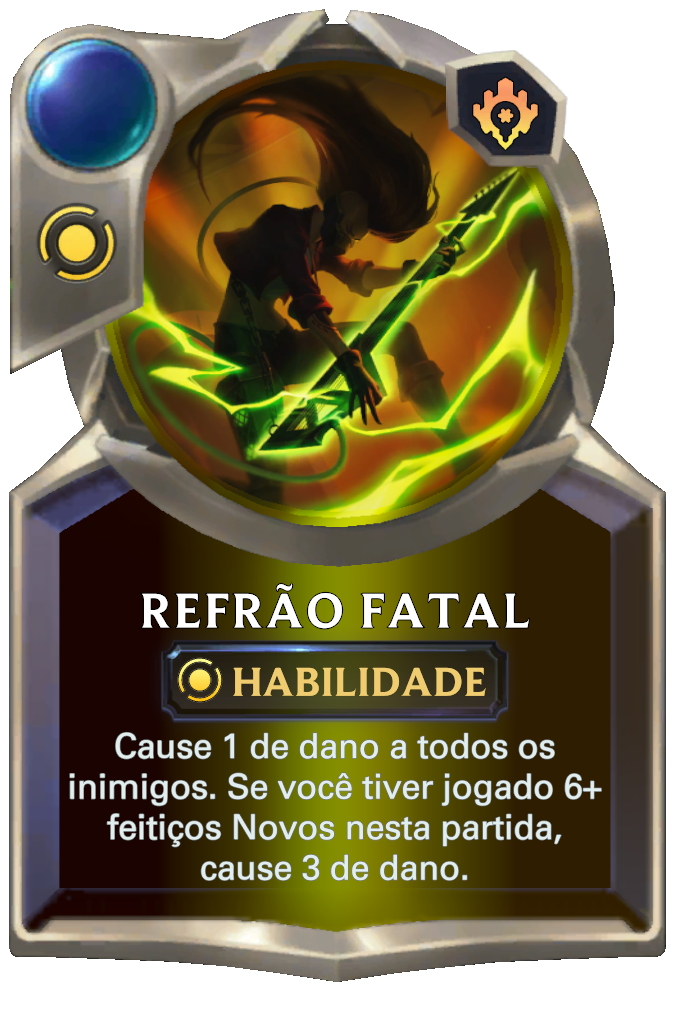 REFRÃO FATAL
HABILIDADE
Cause 1 de dano a todos os
inimigos. Se você tiver jogado 6+
feitiços Novos nesta partida,
cause 3 de dano.